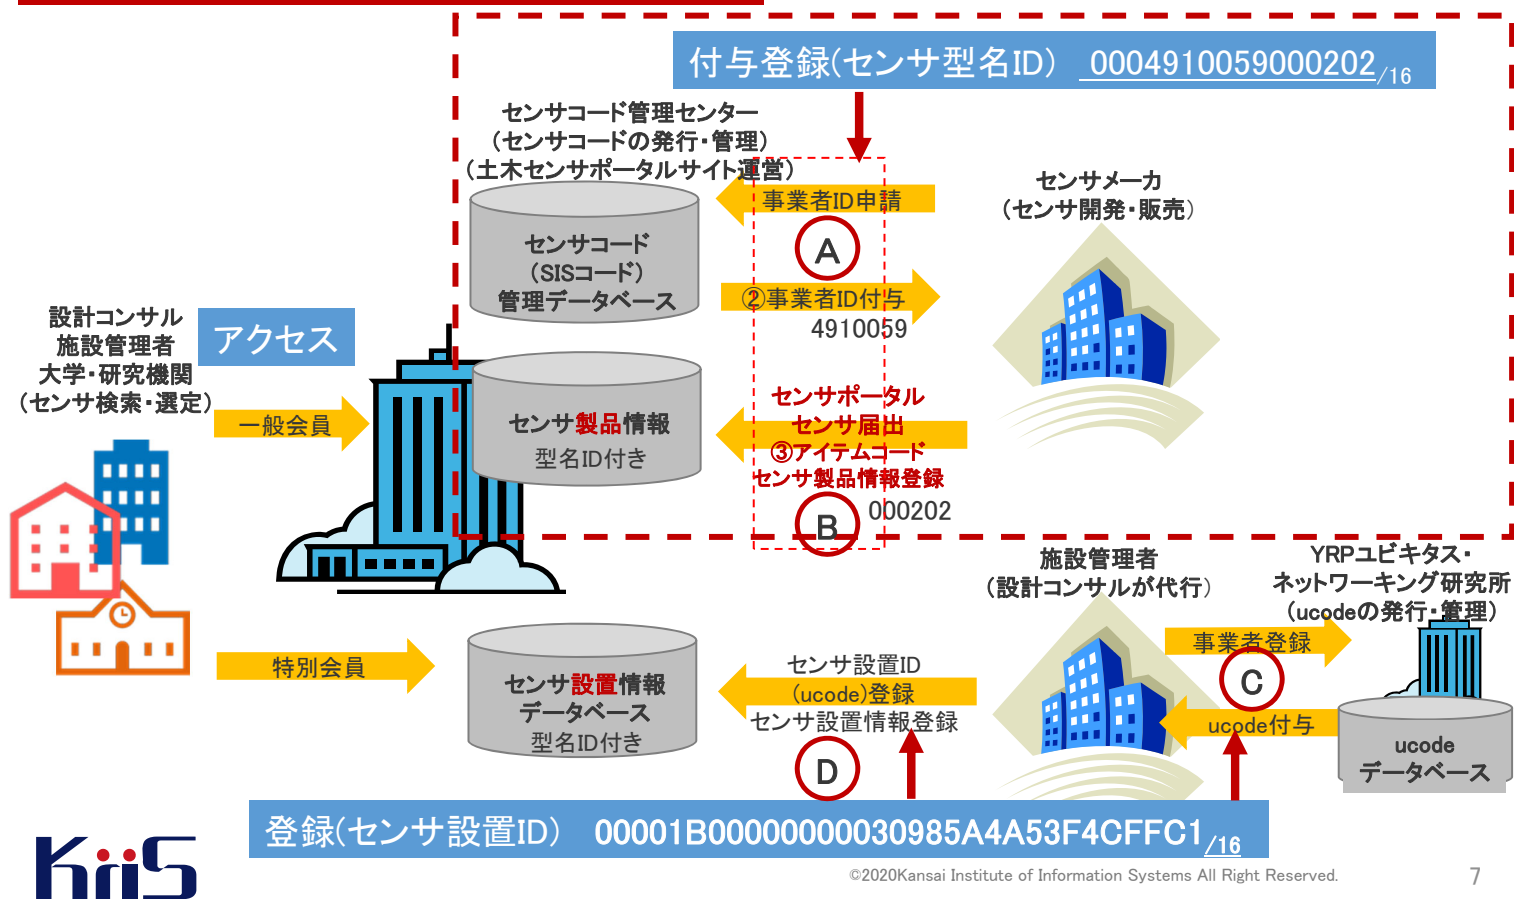 付与登録(センサ型名ID) 0004910059000202/16
センサコード管理センター
(センサコードの発行・管理)
(土木センサポータルサイト運営)
事業者ID申請
A
②事業者ID付与
4910059
センサメーカ
(センサ開発・販売)
センサコード
(SISコード)
管理データベース
設計コンサル
施設管理者
大学・研究機関
(センサ検索・選定)
アクセス
一般会員
センサ製品情報
型名ID付き
センサポータル
センサ届出
③アイテムコード
センサ製品情報登録
000202
B
施設管理者
(設計コンサルが代行)
YRPユビキタス・
ネットワーキング研究所
(ucodeの発行・管理)
事業者登録
C
ucode付与
ucode
データベース
特別会員
センサ設置情報
データベース
型名ID付き
センサ設置ID
(ucode)登録
センサ設置情報登録
D
登録(センサ設置ID) 00001B00000000030985A4A53F4CFFC1/16
KiiS
©2020Kansai Institute of Information Systems All Right Reserved.
7